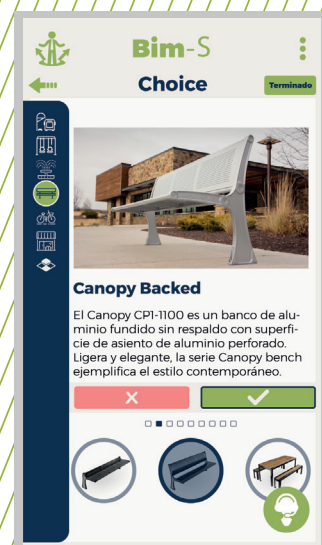 Bim-S
Choice
Terminado
Canopy Backed
El Canopy CP1-1100 es un banco de alu-
minio fundido sin respaldo con superfi-
cie de asiento de aluminio perforado.
Ligera y elegante, la serie Canopy bench
ejemplifica el estilo contemporáneo.